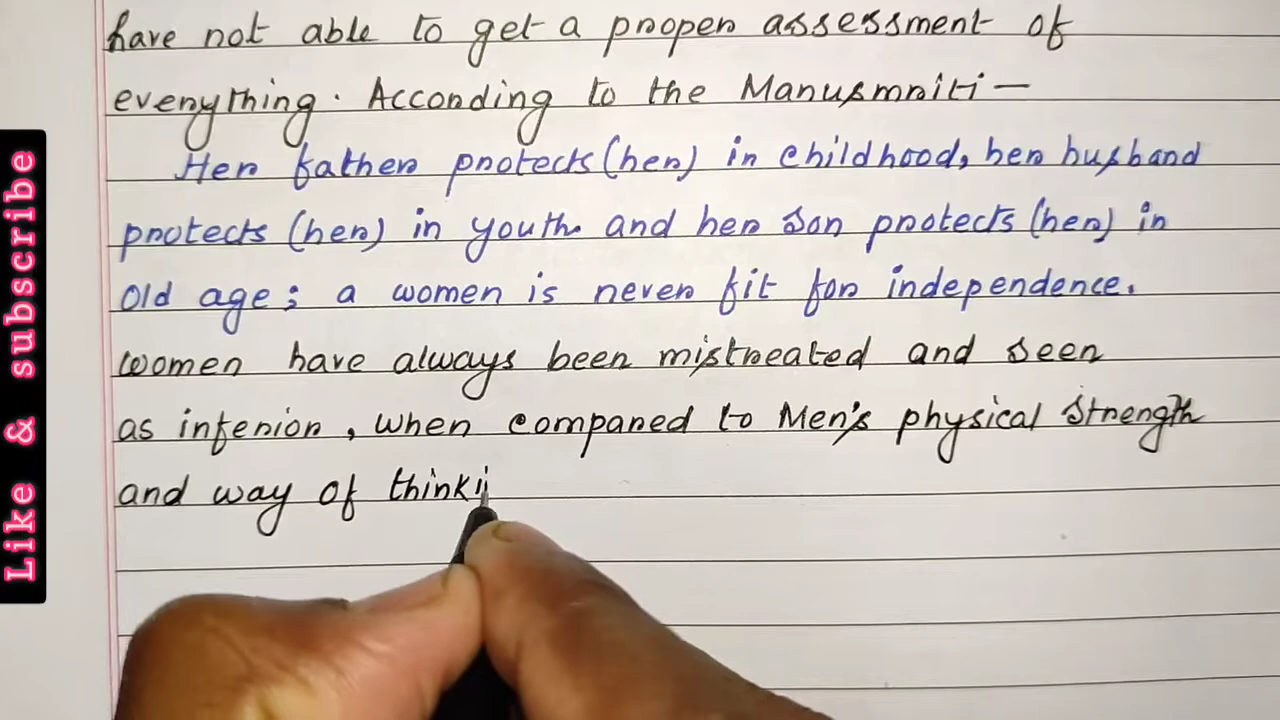 have not able to get a proper assessment of
everything. According to the Manusmriti —
Her father protects (her) in childhood, her husband
protects (her) in youth and her son protects (her) in
old age; a women is never fit for independence.
women have always been mistreated and seen
as inferior, when compared to Men's physical strength
and way of thinki
Like & subscribe